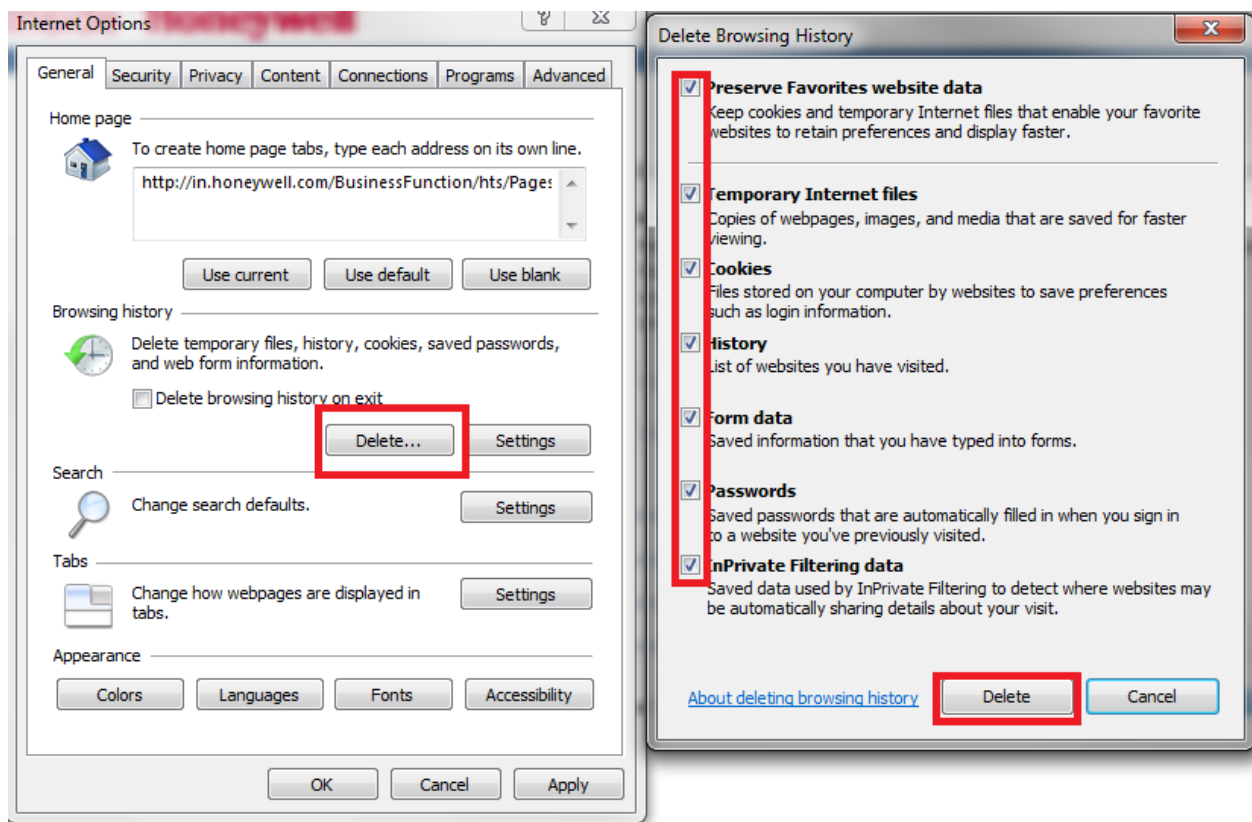 honeywell
Internet Options
General Security Privacy Content Connections Programs Advanced
Home page
To create home page tabs, type each address on its own line.
http://in.honeywell.com/BusinessFunction/hts/Pages
Use current Use default Use blank
Browsing history
Delete temporary files, history, cookies, saved passwords,
and web form information.
Delete browsing history on exit
Delete... Settings
Search
Change search defaults.
Settings
Tabs
Change how webpages are displayed in
tabs.
Settings
Appearance
Colors Languages Fonts Accessibility
OK Cancel Apply
Delete Browsing History
Preserve Favorites website data
Keep cookies and temporary Internet files that enable your favorite
websites to retain preferences and display faster.
Temporary Internet files
Copies of webpages, images, and media that are saved for faster
viewing.
Cookies
Files stored on your computer by websites to save preferences
such as login information.
History
List of websites you have visited.
Form data
Saved information that you have typed into forms.
Passwords
Saved passwords that are automatically filled in when you sign in
to a website you've previously visited.
InPrivate Filtering data
Saved data used by InPrivate Filtering to detect where websites may
be automatically sharing details about your visit.
About deleting browsing history Delete Cancel